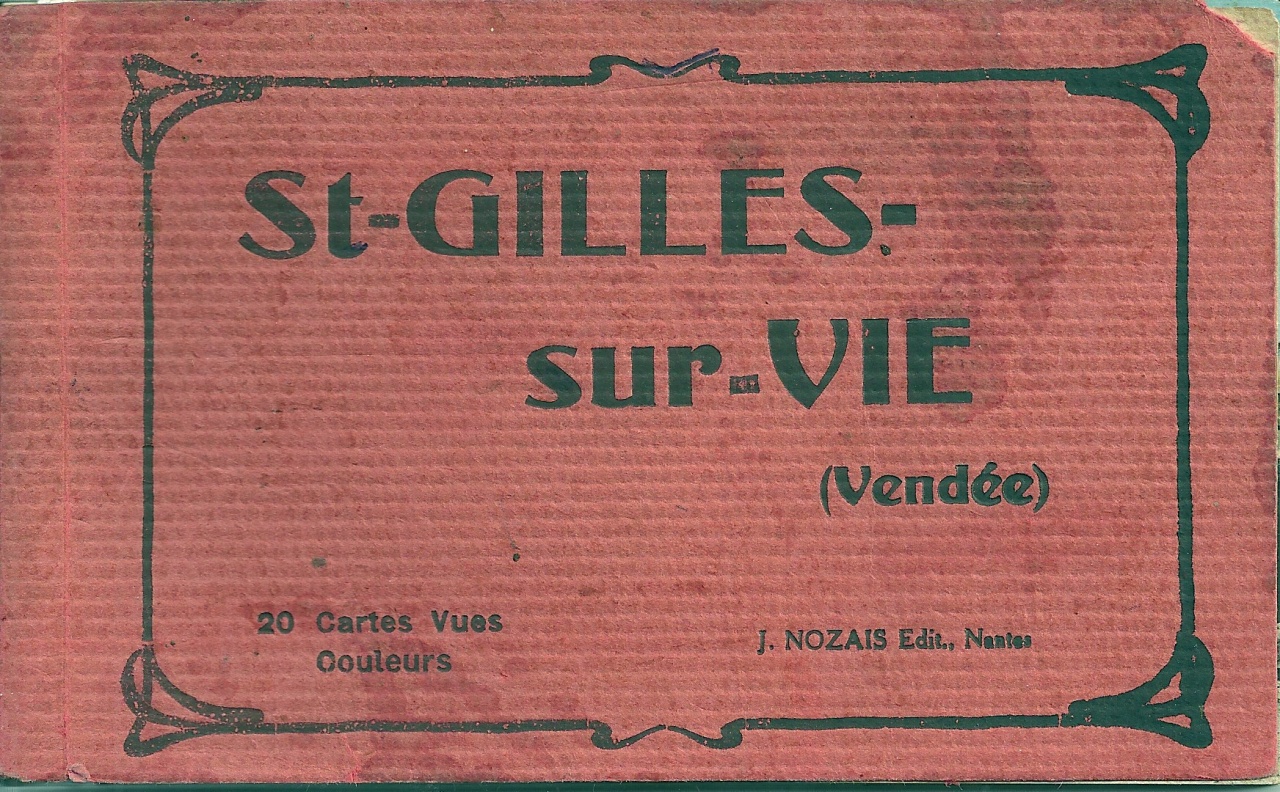 St-GILLES-
sur-VIE
(Vendée)
20 Cartes Vues
Couleurs
J. NOZAIS Edit., Nantes